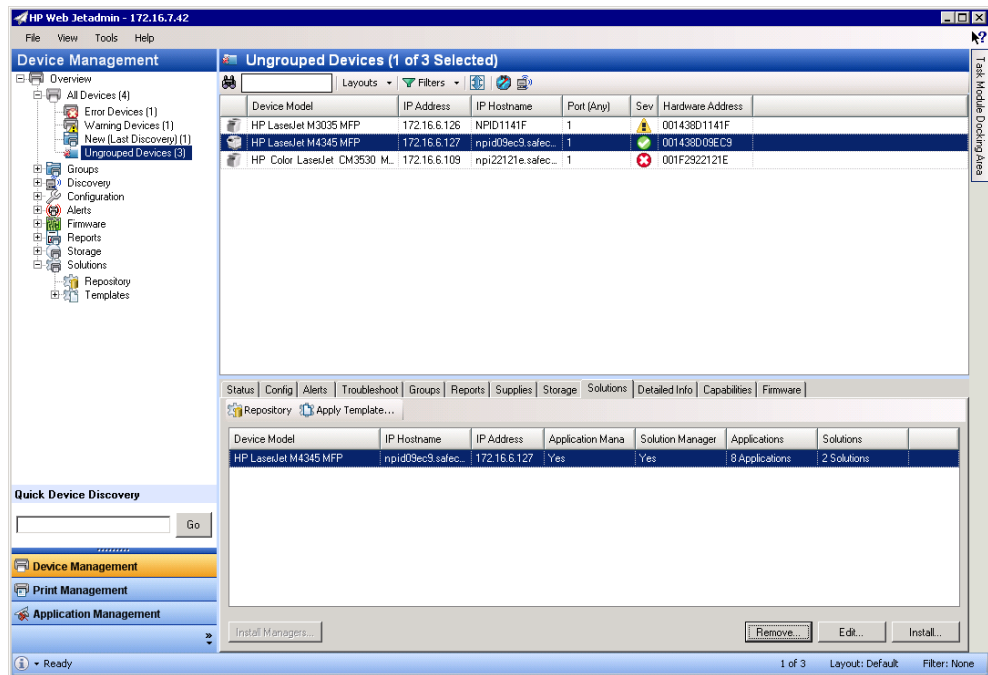 HP Web Jetadmin - 172.16.7.42
File View Tools Help
Device Management
Overview
All Devices (4)
Error Devices (1)
Warning Devices (1)
New (Last Discovery) (1)
Ungrouped Devices (3)
Groups
Discovery
Configuration
Alerts
Firmware
Reports
Storage
Solutions
Repository
Templates
Quick Device Discovery
Go
Device Management
Print Management
Application Management
Ungrouped Devices (1 of 3 Selected)
Layouts Filters
Device Model IP Address IP Hostname Port (Any) Sev Hardware Address
HP LaserJet M3035 MFP 172.16.6.126 NPID1141F 1 001438D1141F
HP LaserJet M4345 MFP 172.16.6.127 npid09ec9.safec... 1 001438D09EC9
HP Color LaserJet CM3530 M... 172.16.6.109 npi22121e.safec... 1 001F2922121E
Status Config Alerts Troubleshoot Groups Reports Supplies Storage Solutions Detailed Info Capabilities Firmware
Repository Apply Template...
Device Model IP Hostname IP Address Application Mana Solution Manager Applications Solutions
HP LaserJet M4345 MFP npid09ec9.safec... 172.16.6.127 Yes Yes 8 Applications 2 Solutions
Install Managers... Remove... Edit... Install...
Task Module Docking Area
Ready 1 of 3 Layout: Default Filter: None